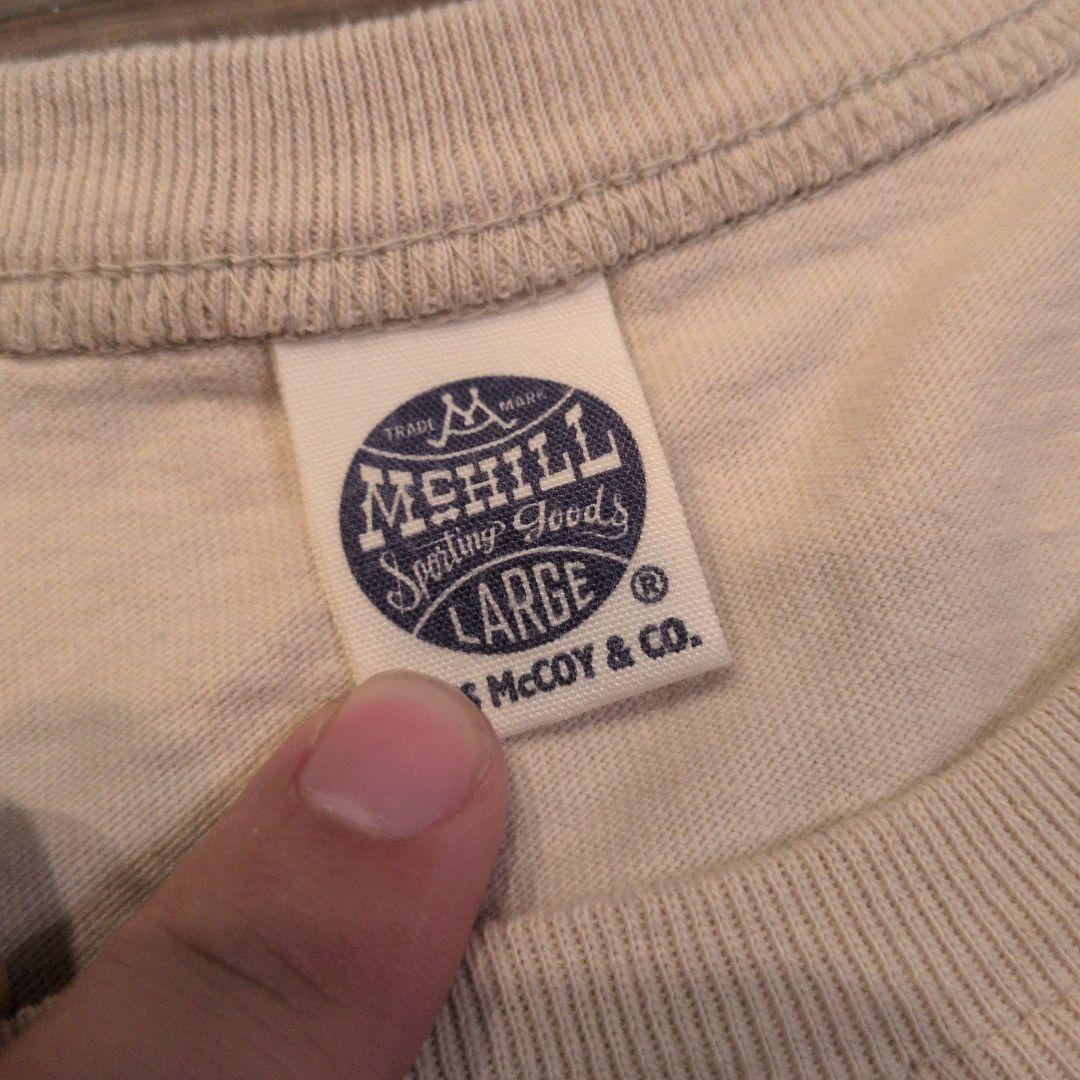 TRADE MARK
McHILL
Sporting goods
LARGE
®
S McCOY & CO.